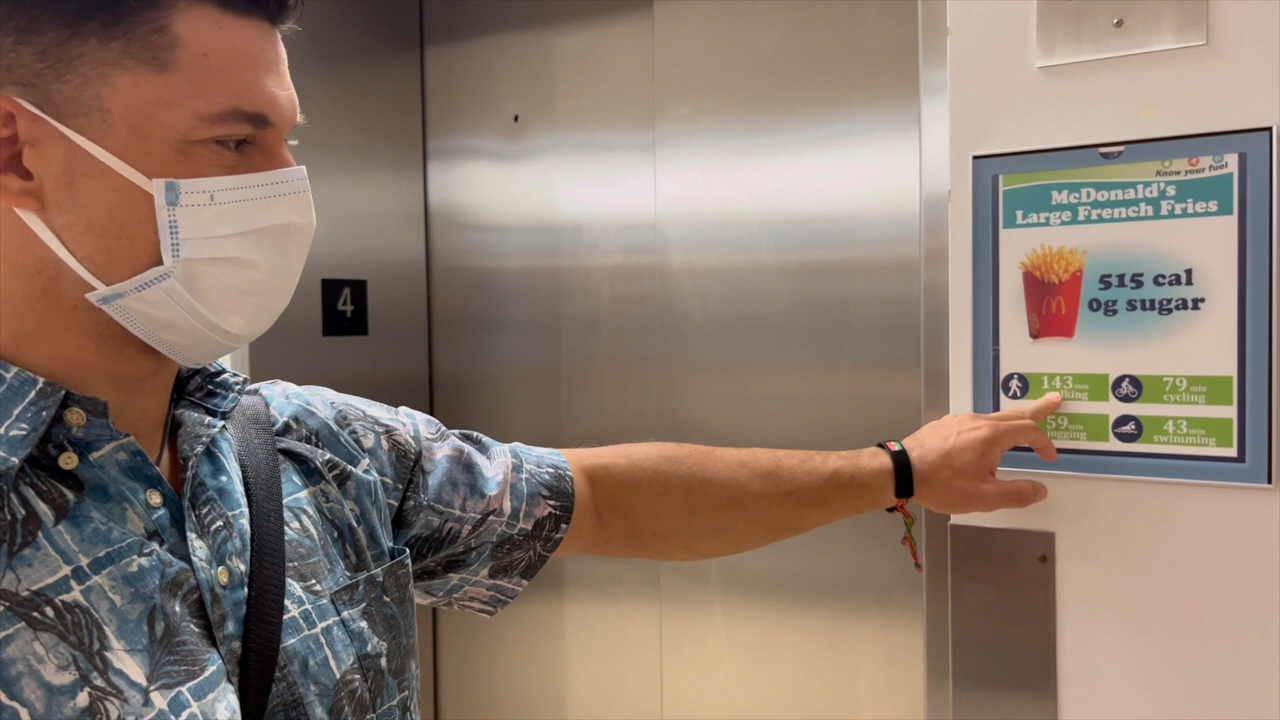 4
Know your fuel
McDonald's
Large French Fries
515 cal
0g sugar
143 min
79 min
cycling
59 min
43 min
swimming